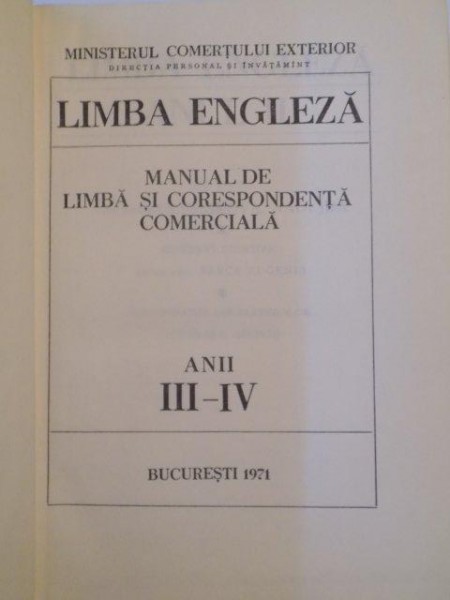 MINISTERUL COMERȚULUI EXTERIOR
DIRECȚIA PERSONAL ȘI ÎNVĂȚĂMÎNT
LIMBA ENGLEZĂ
MANUAL DE
LIMBĂ ȘI CORESPONDENȚĂ
COMERCIALĂ
ANII
III–IV
BUCUREȘTI 1971